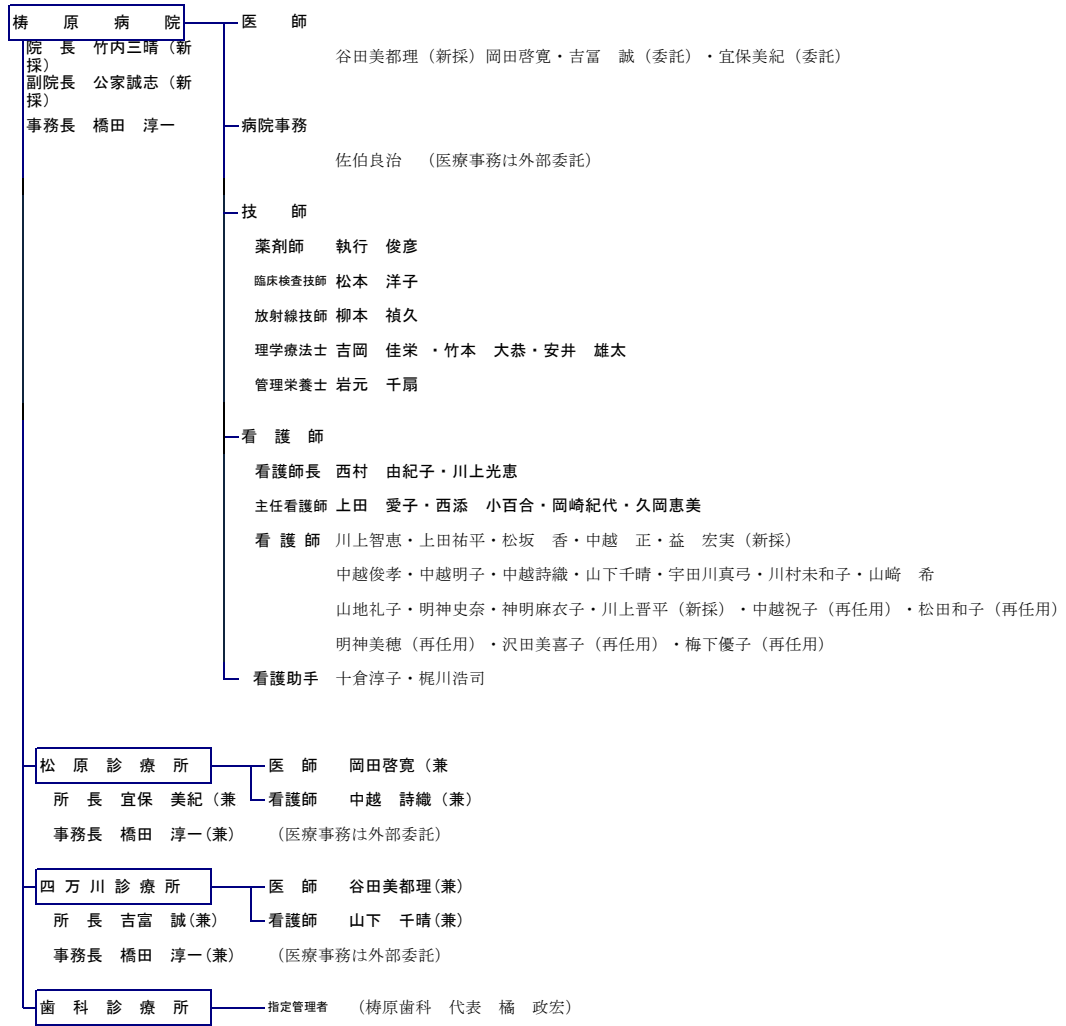 梼　原　病　院　医　師
院　長　竹内三晴（新採）
谷田美都理（新採）岡田啓寛・吉冨　誠（委託）・宜保美紀（委託）
副院長　公家誠志（新採）
事務長　橋田　淳一　病院事務
佐伯良治　（医療事務は外部委託）
技　師
薬剤師　執行　俊彦
臨床検査技師　松本　洋子
放射線技師　柳本　禎久
理学療法士　吉岡　佳栄　・竹本　大恭・安井　雄太
管理栄養士　岩元　千扇
看　護　師
看護師長　西村　由紀子・川上光恵
主任看護師　上田　愛子・西添　小百合・岡崎紀代・久岡恵美
看 護 師　川上智恵・上田祐平・松坂　香・中越　正・益　宏実（新採）
中越俊孝・中越明子・中越詩織・山下千晴・宇田川真弓・川村未和子・山﨑　希
山地礼子・明神史奈・神明麻衣子・川上晋平（新採）・中越祝子（再任用）・松田和子（再任用）
明神美穂（再任用）・沢田美喜子（再任用）・梅下優子（再任用）
看護助手　十倉淳子・梶川浩司
松　原　診　療　所　医　師　岡田啓寛（兼
所　長　宜保　美紀（兼　看護師　中越　詩織（兼）
事務長　橋田　淳一(兼)　（医療事務は外部委託）
四 万 川 診 療 所　医　師　谷田美都理(兼)
所　長　吉富　誠(兼)　看護師　山下　千晴(兼)
事務長　橋田　淳一(兼)　（医療事務は外部委託）
歯　科　診　療　所　指定管理者　（梼原歯科　代表　橘　政宏）